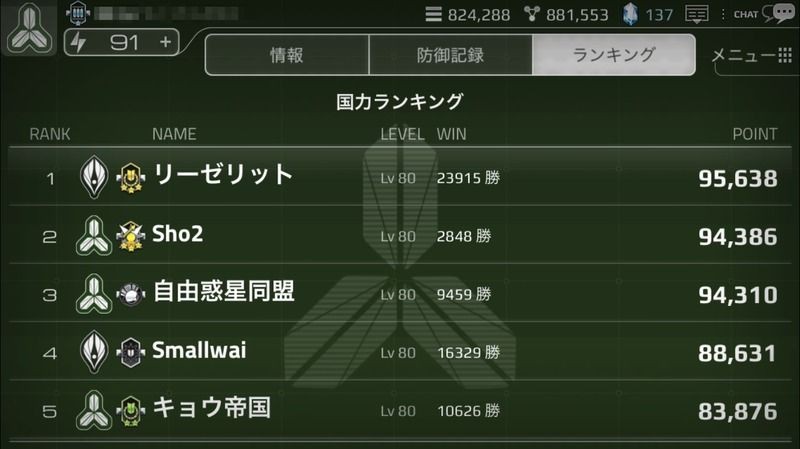 824,288 881,553 137 CHAT
91 +
情報 防御記録 ランキング メニュー
国力ランキング
RANK NAME LEVEL WIN POINT
1 リーゼリット Lv 80 23915 勝 95,638
2 Sho2 Lv 80 2848 勝 94,386
3 自由惑星同盟 Lv 80 9459 勝 94,310
4 Smallwai Lv 80 16329 勝 88,631
5 キョウ帝国 Lv 80 10626 勝 83,876